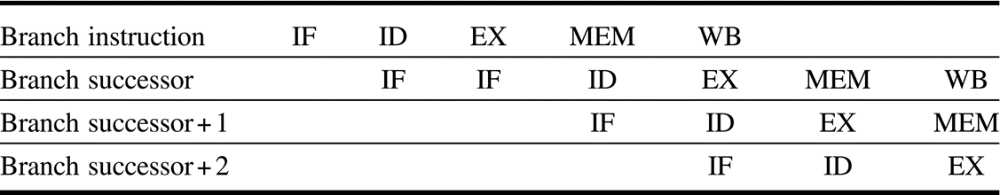 Branch instruction IF ID EX MEM WB
Branch successor IF IF ID EX MEM WB
Branch successor + 1 IF ID EX MEM
Branch successor + 2 IF ID EX